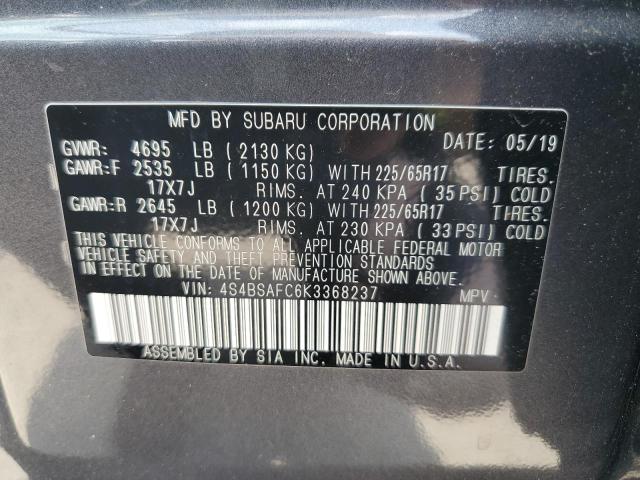 MFD BY SUBARU CORPORATION DATE: 05/19
GVWR: 4695 LB (2130 KG)
GAWR:F 2535 LB (1150 KG) WITH 225/65R17 TIRES.
17X7J RIMS. AT 240 KPA (35 PSI) COLD
GAWR:R 2645 LB (1200 KG) WITH 225/65R17 TIRES.
17X7J RIMS. AT 230 KPA (33 PSI) COLD
THIS VEHICLE CONFORMS TO ALL APPLICABLE FEDERAL MOTOR
VEHICLE SAFETY AND THEFT PREVENTION STANDARDS
IN EFFECT ON THE DATE OF MANUFACTURE SHOWN ABOVE.
VIN: 4S4BSAFC6K3368237 MPV
ASSEMBLED BY SIA INC. MADE IN U.S.A.